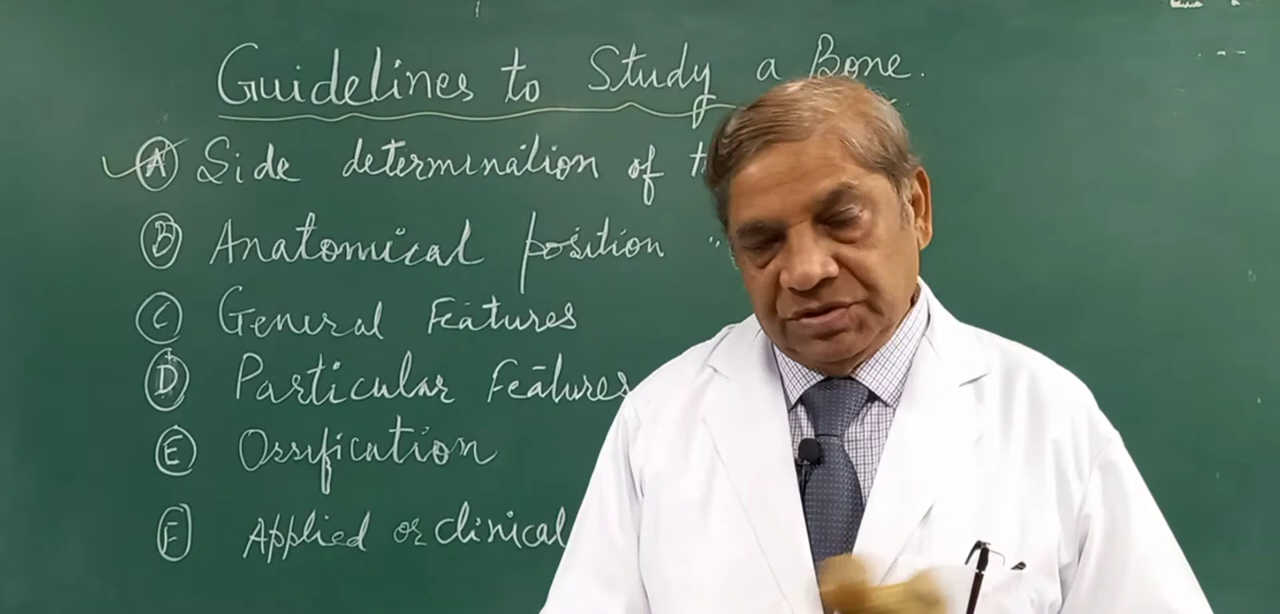 Guidelines to Study a Bone.
A Side determination of
B Anatomical position "
C General Features
D Particular Features
E Ossification
F Applied or clinical